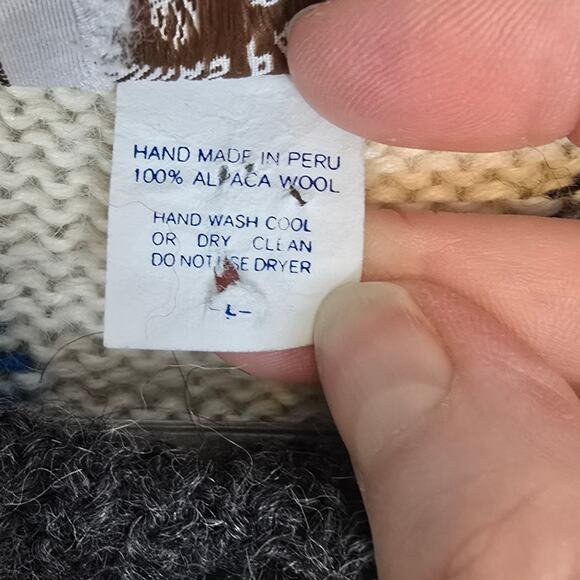 HAND MADE IN PERU
100% ALPACA WOOL
HAND WASH COOL
OR DRY CLEAN
DO NOT USE DRYER
-L-